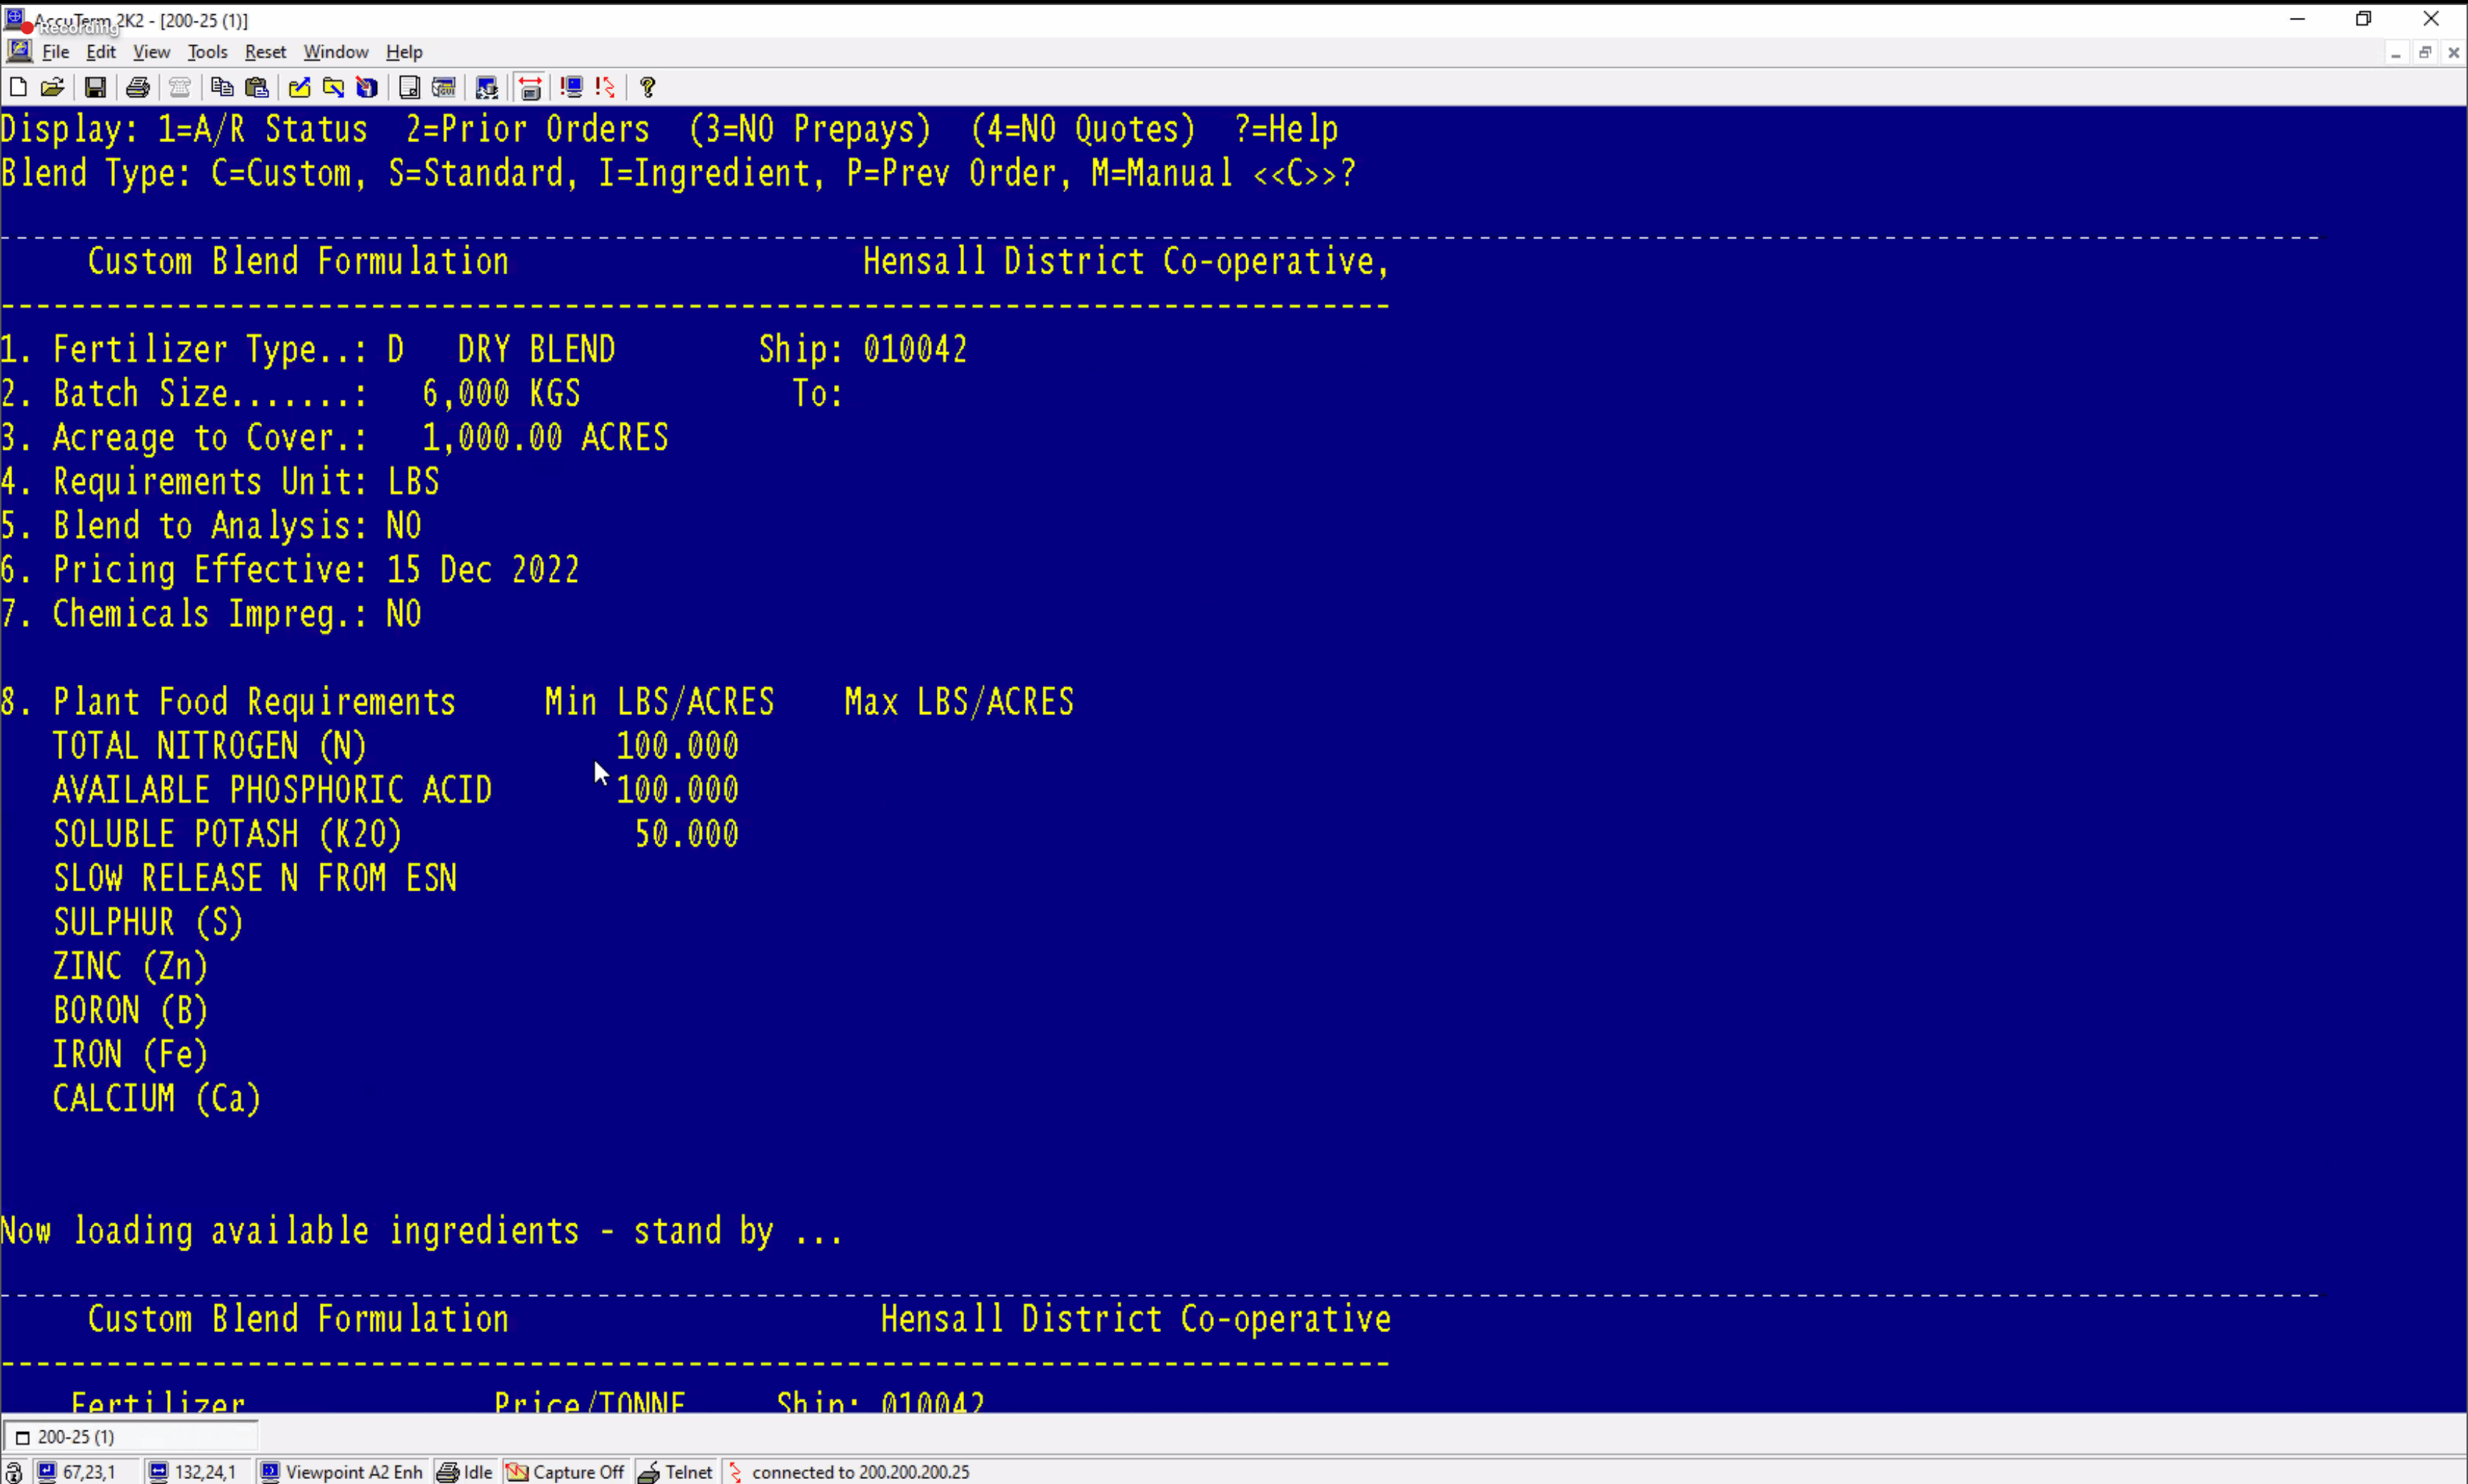 AccuTerm 2K2 - [200-25 (1)]
Recording
File Edit View Tools Reset Window Help
Display: 1=A/R Status 2=Prior Orders (3=NO Prepays) (4=NO Quotes) ?=Help
Blend Type: C=Custom, S=Standard, I=Ingredient, P=Prev Order, M=Manual <<C>>?
Custom Blend Formulation Hensall District Co-operative,
1. Fertilizer Type..: D DRY BLEND Ship: 010042
2. Batch Size.......: 6,000 KGS To:
3. Acreage to Cover.: 1,000.00 ACRES
4. Requirements Unit: LBS
5. Blend to Analysis: NO
6. Pricing Effective: 15 Dec 2022
7. Chemicals Impreg.: NO
8. Plant Food Requirements Min LBS/ACRES Max LBS/ACRES
TOTAL NITROGEN (N) 100.000
AVAILABLE PHOSPHORIC ACID 100.000
SOLUBLE POTASH (K2O) 50.000
SLOW RELEASE N FROM ESN
SULPHUR (S)
ZINC (Zn)
BORON (B)
IRON (Fe)
CALCIUM (Ca)
Now loading available ingredients - stand by ...
Custom Blend Formulation Hensall District Co-operative
Fertilizer Price/TONNE Ship: 010042
200-25 (1)
67,23,1 132,24,1 Viewpoint A2 Enh Idle Capture Off Telnet connected to 200.200.200.25